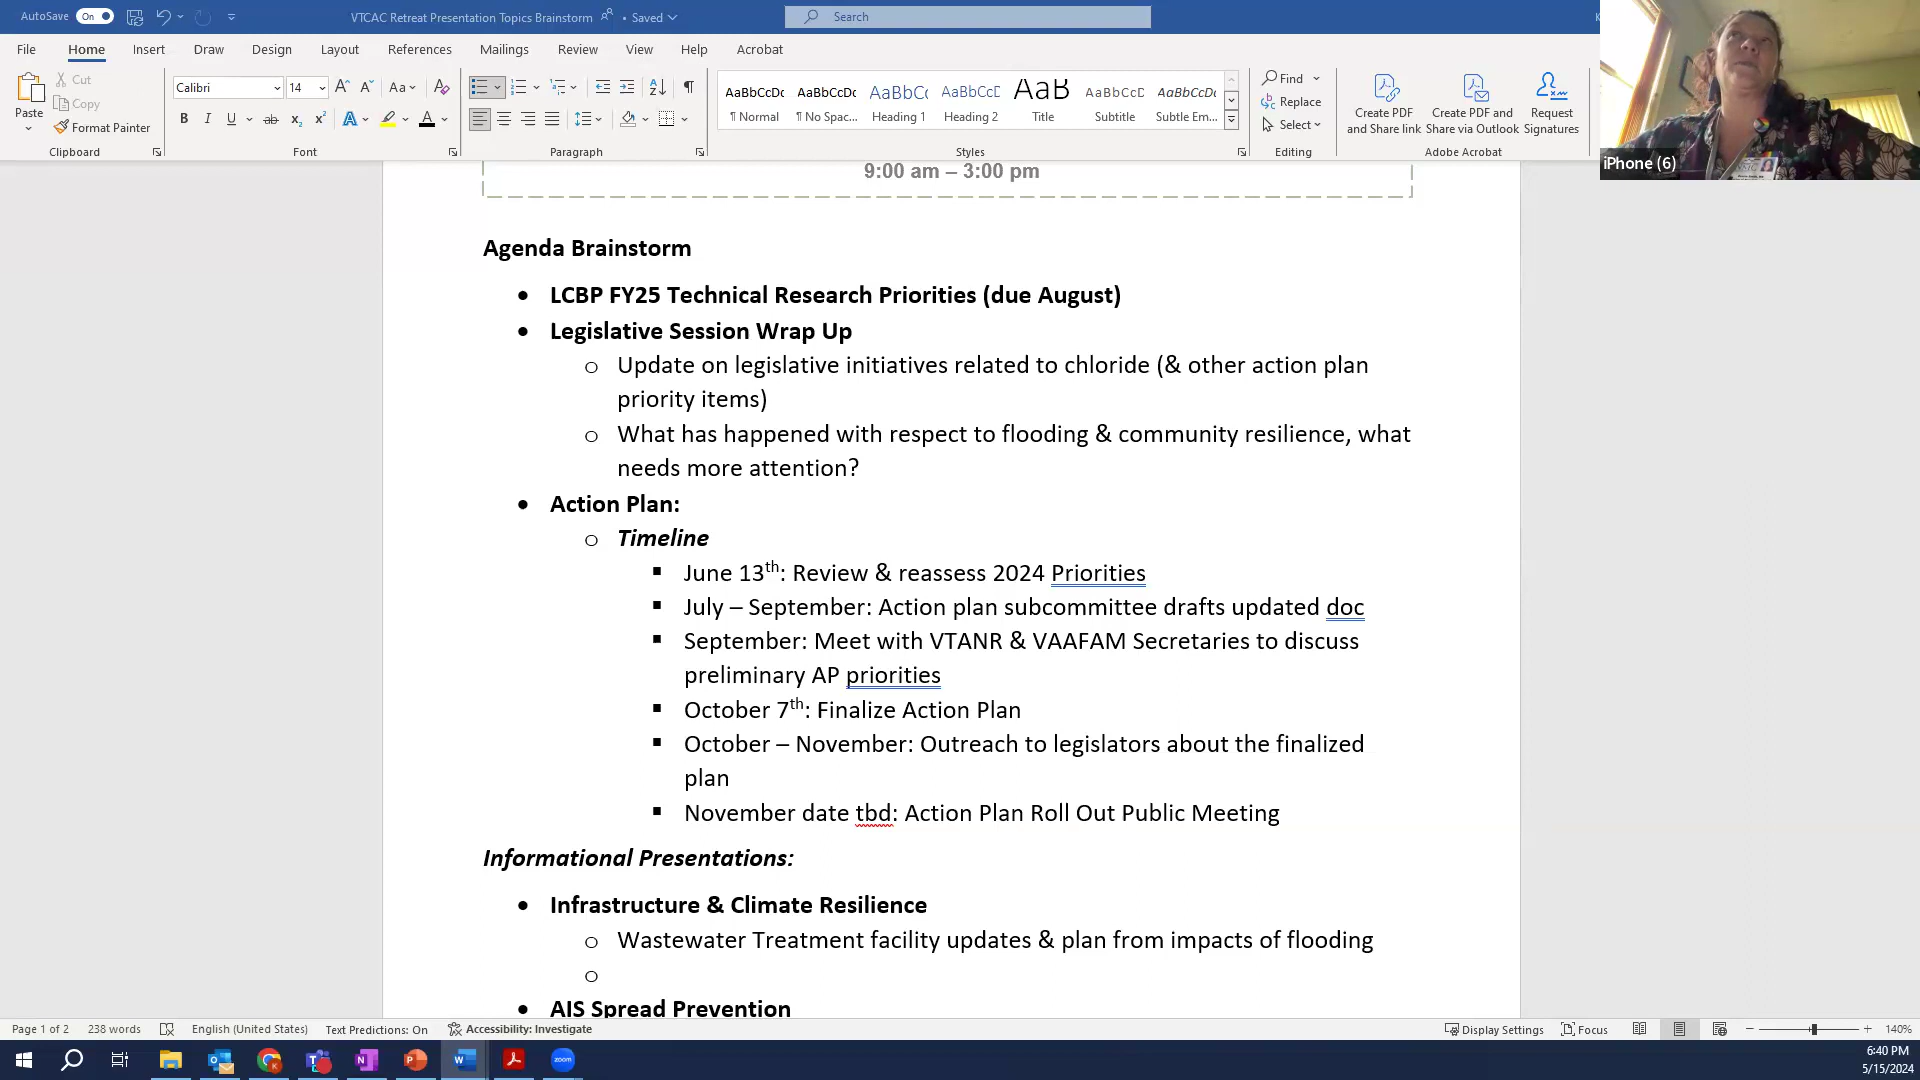 AutoSave On VTCAC Retreat Presentation Topics Brainstorm • Saved Search
File Home Insert Draw Design Layout References Mailings Review View Help Acrobat
Paste Cut Copy Format Painter
Calibri 14 Aa
B I U ab x₂ x² A A
AaBbCcDc AaBbCcDc AaBbC AaBbCcC AaB AaBbCcD AaBbCcDt
¶ Normal ¶ No Spac... Heading 1 Heading 2 Title Subtitle Subtle Em...
Find Replace Select
Create PDF and Share link Create PDF and Share via Outlook Request Signatures
Clipboard Font Paragraph Styles Editing Adobe Acrobat
iPhone (6)
9:00 am – 3:00 pm
Agenda Brainstorm
• LCBP FY25 Technical Research Priorities (due August)
• Legislative Session Wrap Up
o Update on legislative initiatives related to chloride (& other action plan
priority items)
o What has happened with respect to flooding & community resilience, what
needs more attention?
• Action Plan:
o Timeline
▪ June 13th: Review & reassess 2024 Priorities
▪ July – September: Action plan subcommittee drafts updated doc
▪ September: Meet with VTANR & VAAFAM Secretaries to discuss
preliminary AP priorities
▪ October 7th: Finalize Action Plan
▪ October – November: Outreach to legislators about the finalized
plan
▪ November date tbd: Action Plan Roll Out Public Meeting
Informational Presentations:
• Infrastructure & Climate Resilience
o Wastewater Treatment facility updates & plan from impacts of flooding
o
• AIS Spread Prevention
Page 1 of 2 238 words English (United States) Text Predictions: On Accessibility: Investigate Display Settings Focus 140%
zoom
6:40 PM
5/15/2024